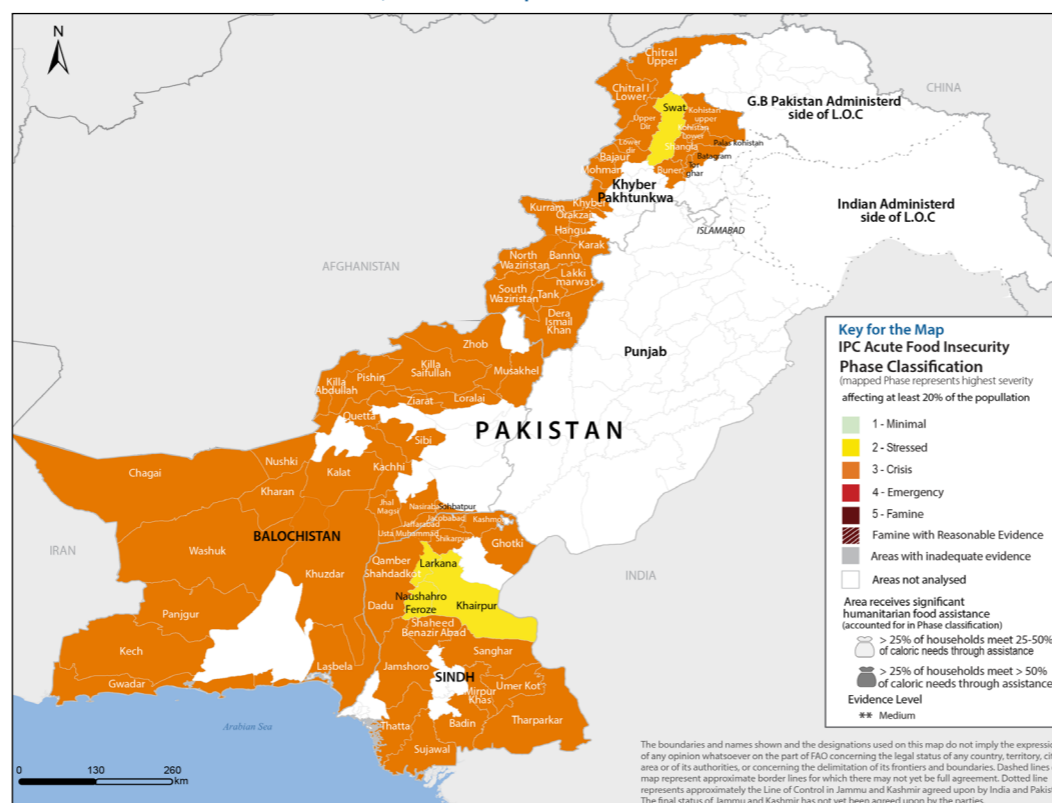 N
Chitral
Upper
CHINA
Chitral l
Lower
G.B Pakistan Administerd
side of L.O.C
Swat
Kohistan
upper
Upper
Dir
Kohistan
Lower
Lower
dir
Shangla
Palas kohistan
Bajaur
Batagram
Mohman
Buner
Tor
ghar
Khyber
Pakhtunkwa
Indian Administerd
side of L.O.C
Khyber
Kurram
Orakzai
ISLAMABAD
Hangu
Karak
AFGHANISTAN
North
Waziristan
Bannu
Lakki
marwat
South
Waziristan
Tank
Dera
Ismail
Khan
Zhob
Punjab
Killa
Saifullah
Musakhel
Pishin
Killa
Abdullah
Ziarat
Loralai
Quetta
PAKISTAN
Sibi
Chagai
Nushki
Kalat
Kachhi
Kharan
Jhal
Magsi
Nasiraba
Sohbatpur
Jacobabad
Kashmor
Jaffarabad
Usta Muhammad
Shikarpur
Ghotki
BALOCHISTAN
IRAN
Washuk
Qamber
Shahdadkot
Larkana
INDIA
Khuzdar
Naushahro
Feroze
Khairpur
Dadu
Panjgur
Shaheed
Benazir Abad
Kech
Sanghar
Lasbela
Jamshoro
SINDH
Gwadar
Mirpur
Khas
Umer Kot
Arabian Sea
Thatta
Badin
Tharparkar
Sujawal
0 130 260
km
Key for the Map
IPC Acute Food Insecurity
Phase Classification
(mapped Phase represents highest severity
affecting at least 20% of the popullation
1 - Minimal
2 - Stressed
3 - Crisis
4 - Emergency
5 - Famine
Famine with Reasonable Evidence
Areas with inadequate evidence
Areas not analysed
Area receives significant
humanitarian food assistance
(accounted for in Phase classification)
> 25% of households meet 25-50%
of caloric needs through assistance
> 25% of households meet > 50%
of caloric needs through assistance
Evidence Level
** Medium
The boundaries and names shown and the designations used on this map do not imply the expressi
of any opinion whatsoever on the part of FAO concerning the legal status of any country, territory, cit
area or of its authorities, or concerning the delimitation of its frontiers and boundaries. Dashed lines
map represent approximate border lines for which there may not yet be full agreement. Dotted line
represents approximately the Line of Control in Jammu and Kashmir agreed upon by India and Pakist
The final status of Jammu and Kashmir has not yet been agreed upon by the parties